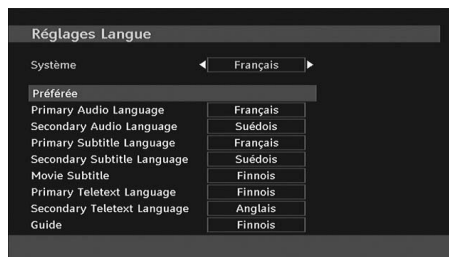 Réglages Langue
Système Français
Préférée
Primary Audio Language Français
Secondary Audio Language Suédois
Primary Subtitle Language Français
Secondary Subtitle Language Suédois
Movie Subtitle Finnois
Primary Teletext Language Finnois
Secondary Teletext Language Anglais
Guide Finnois